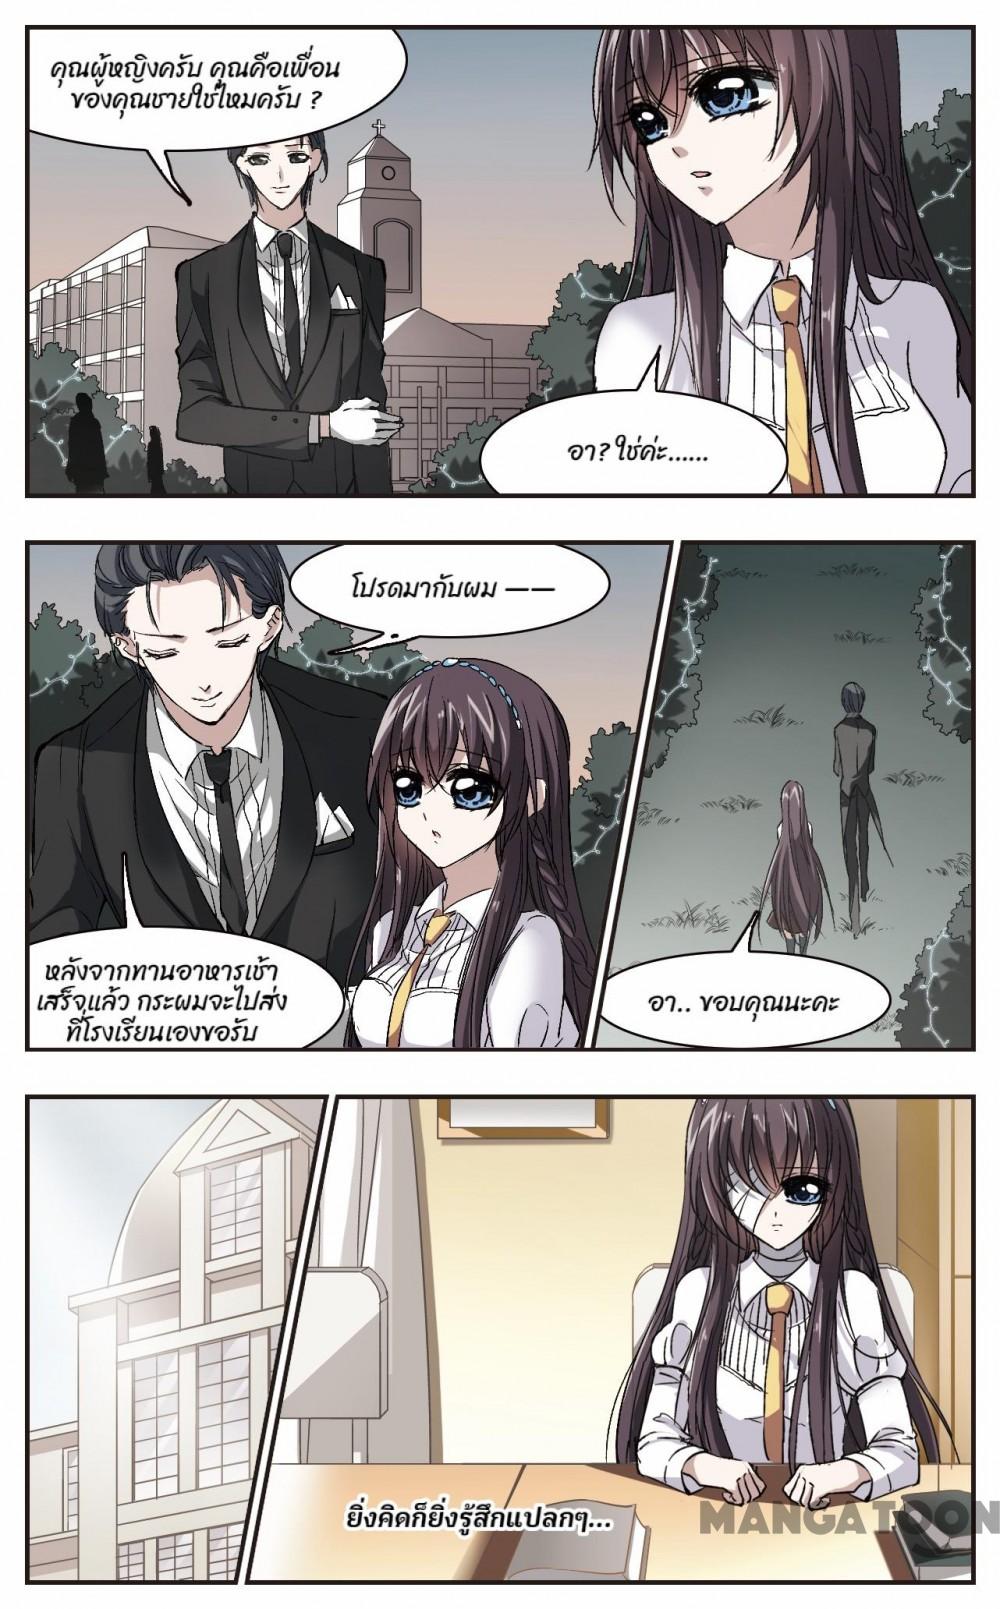 คุณผู้หญิงครับ คุณคือเพื่อน
ของคุณชายใช่ไหมครับ ?
อา? ใช่ค่ะ......
โปรดมากับผม ——
หลังจากทานอาหารเช้า
เสร็จแล้ว กระผมจะไปส่ง
ที่โรงเรียนเองขอรับ
อา.. ขอบคุณนะคะ
ยิ่งคิดก็ยิ่งรู้สึกแปลกๆ...
MANGATOON